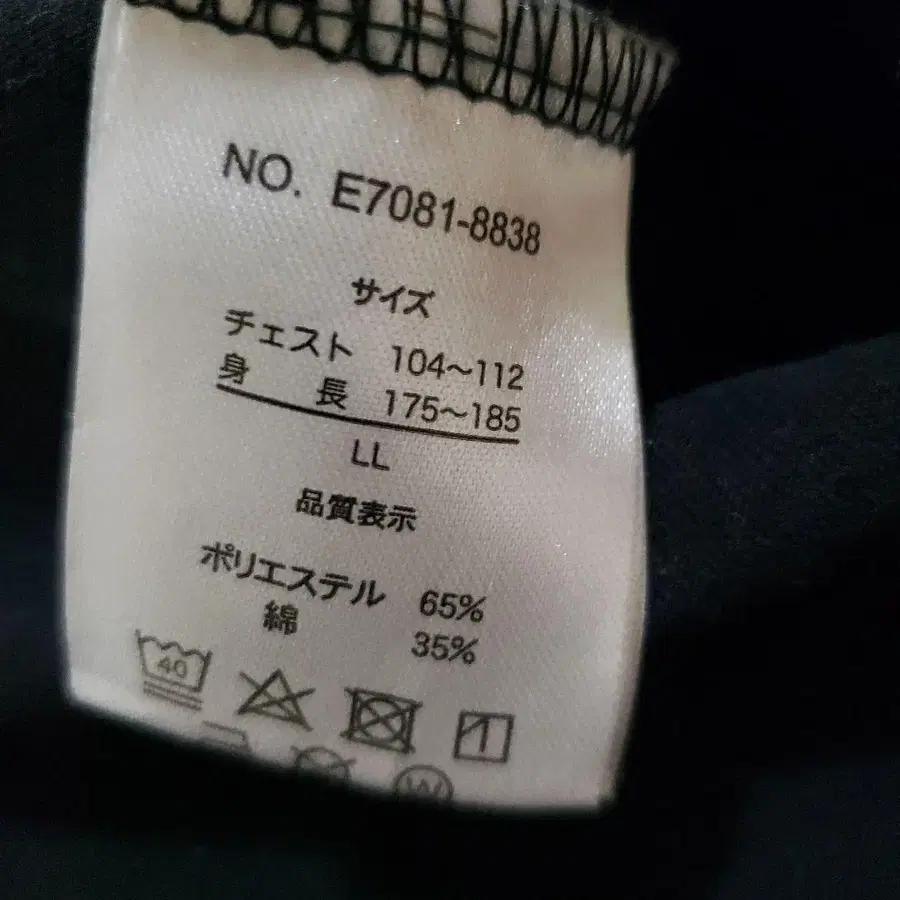 NO. E7081-8838
サイズ
チェスト 104～112
身 長 175～185
LL
品質表示
ポリエステル 65%
綿 35%
40
W